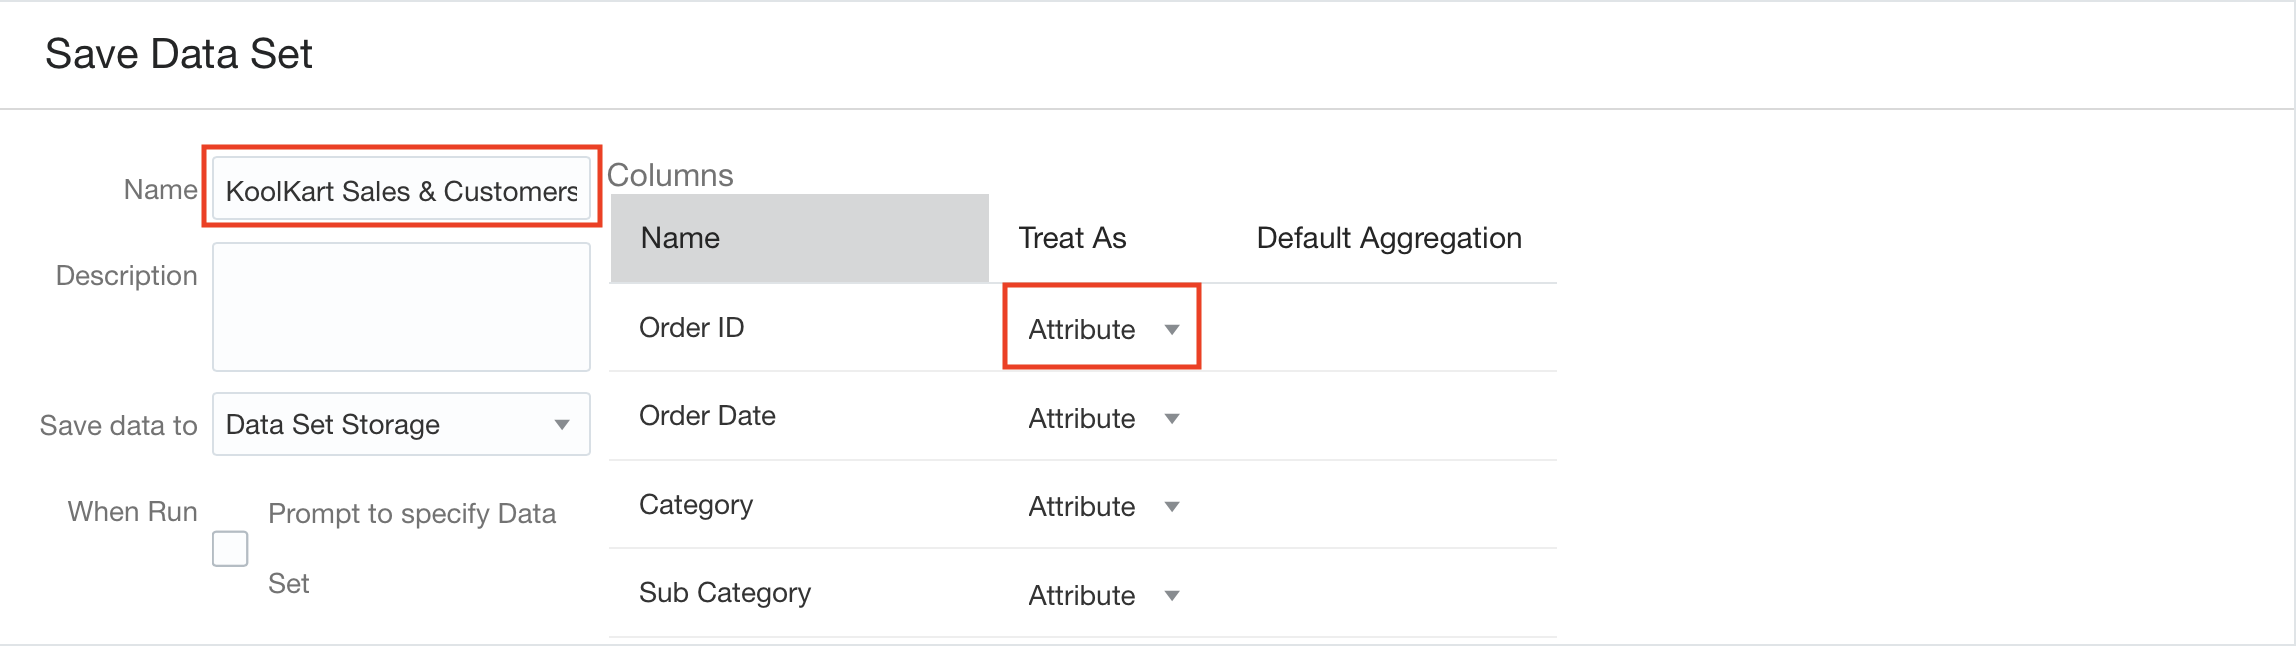 Save Data Set
Name KoolKart Sales & Customers
Description
Save data to Data Set Storage
When Run Prompt to specify Data
Set
Columns
Name Treat As Default Aggregation
Order ID Attribute
Order Date Attribute
Category Attribute
Sub Category Attribute